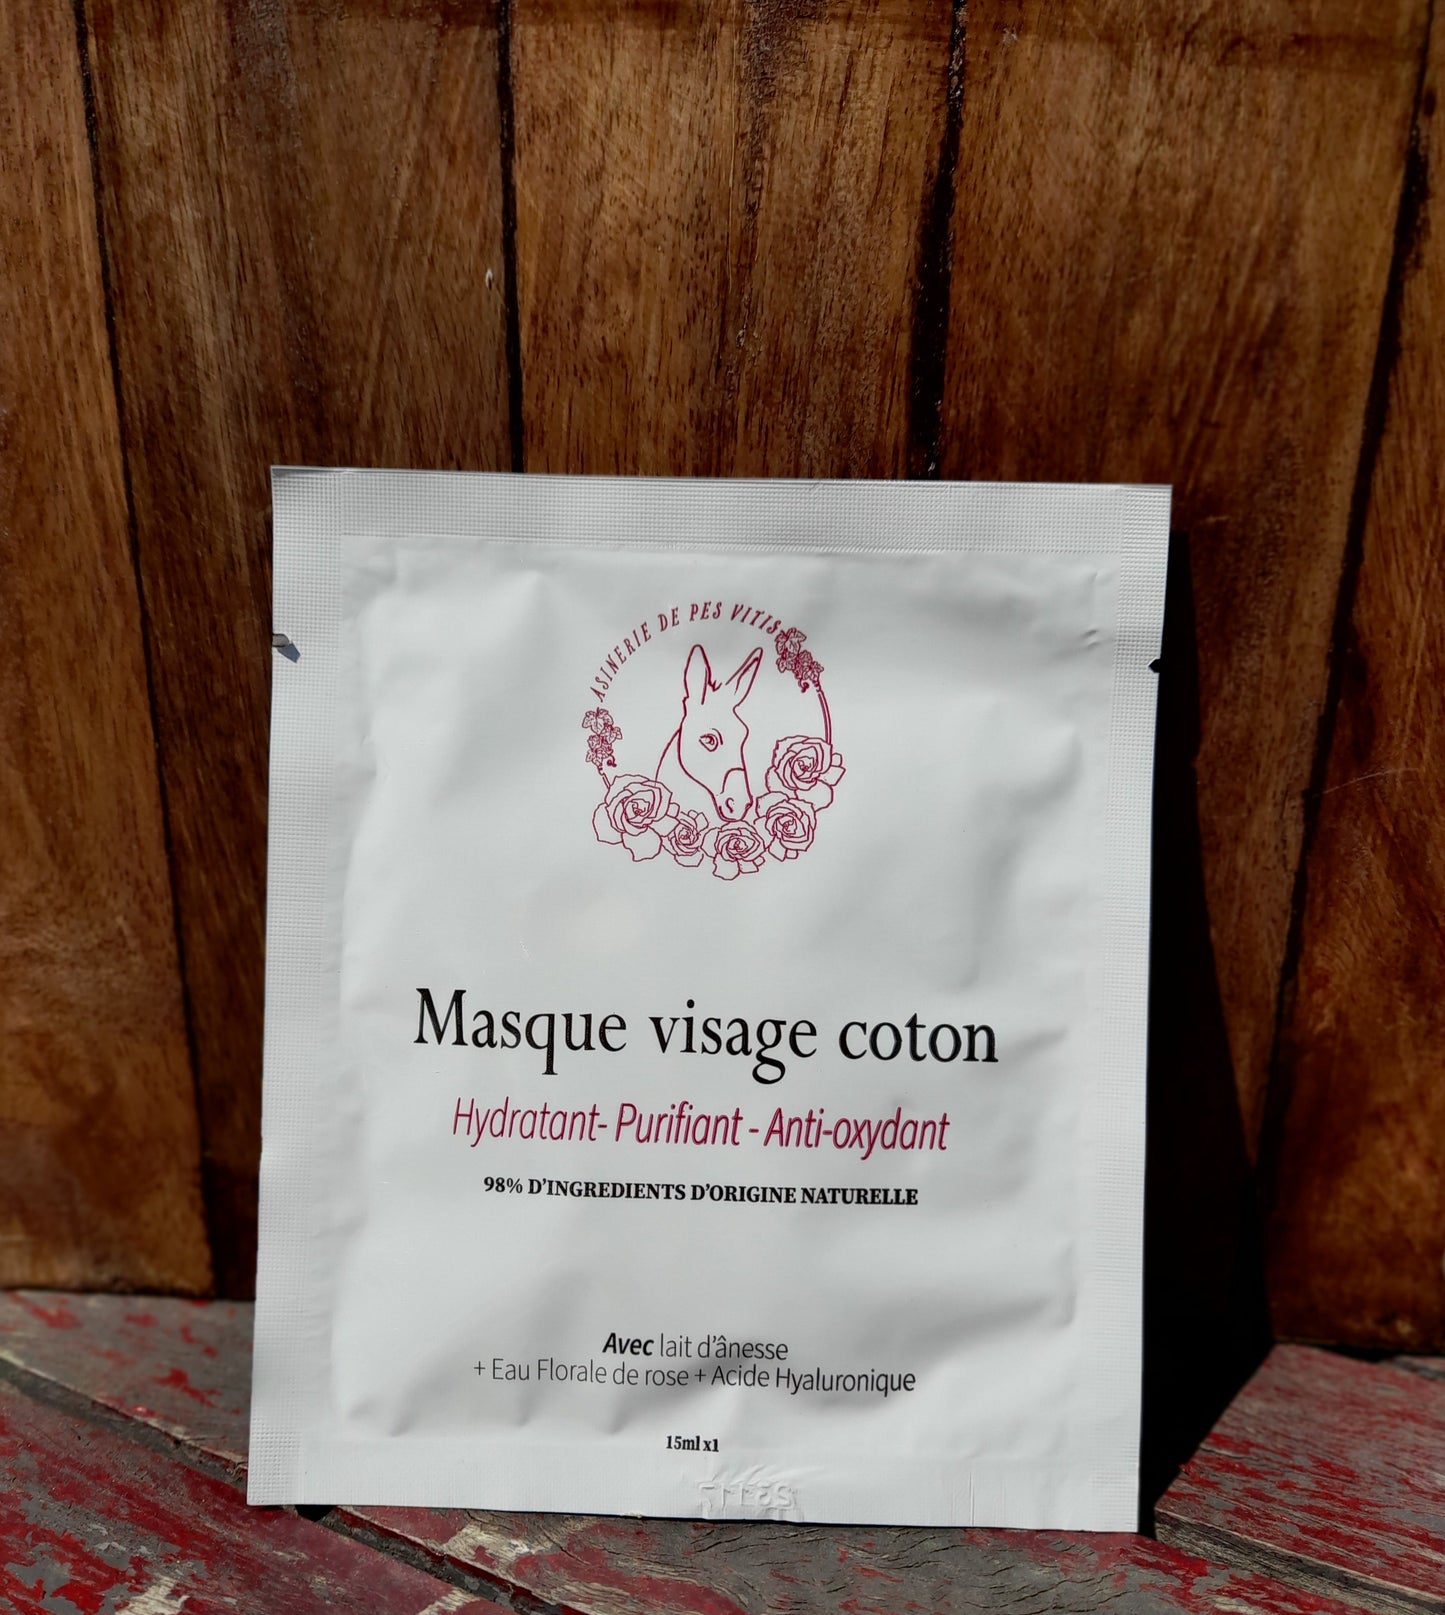 ASINERIE DE PES VITIS
Masque visage coton
Hydratant- Purifiant - Anti-oxydant
98% D'INGREDIENTS D'ORIGINE NATURELLE
Avec lait d'ânesse
+ Eau Florale de rose + Acide Hyaluronique
15ml x1